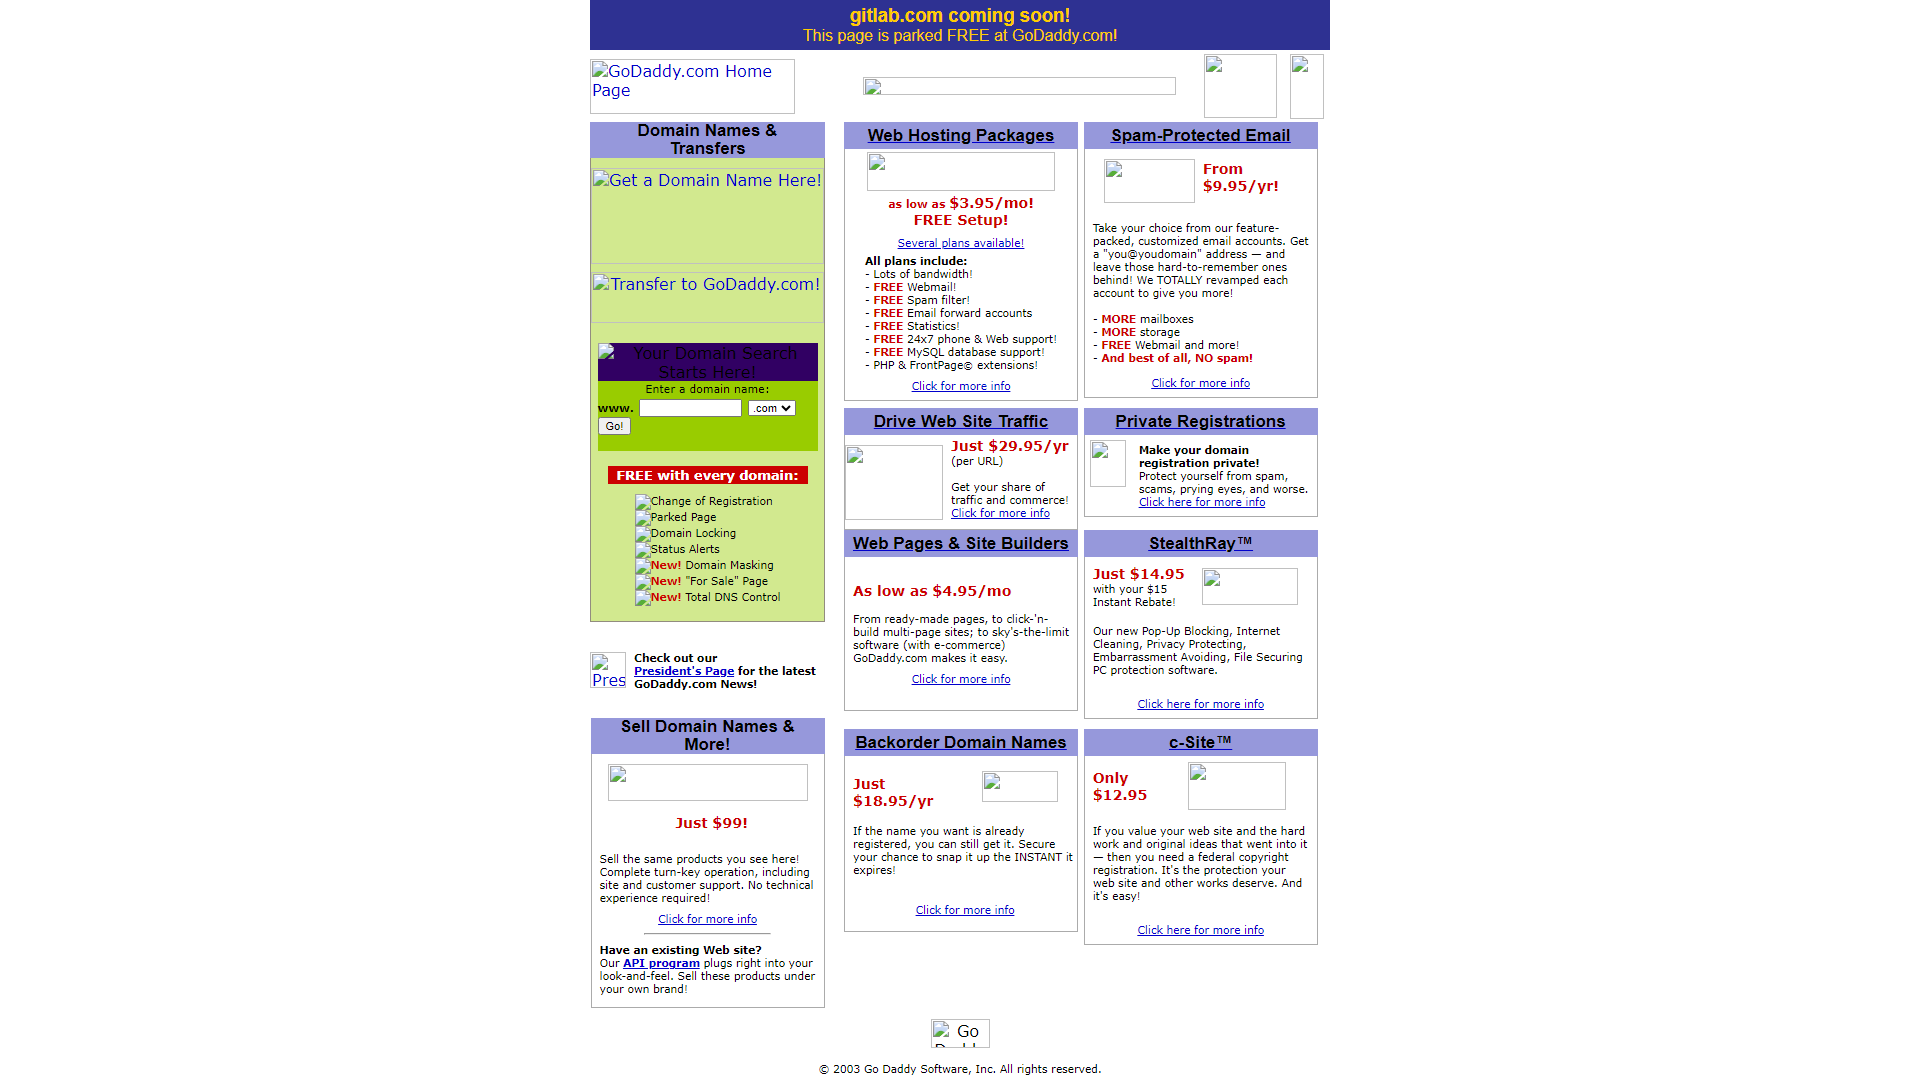 gitlab.com coming soon!
This page is parked FREE at GoDaddy.com!
GoDaddy.com Home
Page
Domain Names &
Transfers
Get a Domain Name Here!
Transfer to GoDaddy.com!
Your Domain Search
Starts Here!
Enter a domain name:
www. .com
Go!
FREE with every domain:
Change of Registration
Parked Page
Domain Locking
Status Alerts
New! Domain Masking
New! "For Sale" Page
New! Total DNS Control
Pres
Check out our
President's Page for the latest
GoDaddy.com News!
Sell Domain Names &
More!
Just $99!
Sell the same products you see here!
Complete turn-key operation, including
site and customer support. No technical
experience required!
Click for more info
Have an existing Web site?
Our API program plugs right into your
look-and-feel. Sell these products under
your own brand!
Web Hosting Packages
as low as $3.95/mo!
FREE Setup!
Several plans available!
All plans include:
- Lots of bandwidth!
- FREE Webmail!
- FREE Spam filter!
- FREE Email forward accounts
- FREE Statistics!
- FREE 24x7 phone & Web support!
- FREE MySQL database support!
- PHP & FrontPage© extensions!
Click for more info
Spam-Protected Email
From
$9.95/yr!
Take your choice from our feature-
packed, customized email accounts. Get
a "you@youdomain" address — and
leave those hard-to-remember ones
behind! We TOTALLY revamped each
account to give you more!
- MORE mailboxes
- MORE storage
- FREE Webmail and more!
- And best of all, NO spam!
Click for more info
Drive Web Site Traffic
Just $29.95/yr
(per URL)
Get your share of
traffic and commerce!
Click for more info
Private Registrations
Make your domain
registration private!
Protect yourself from spam,
scams, prying eyes, and worse.
Click here for more info
Web Pages & Site Builders
As low as $4.95/mo
From ready-made pages, to click-'n-
build multi-page sites; to sky's-the-limit
software (with e-commerce)
GoDaddy.com makes it easy.
Click for more info
StealthRay™
Just $14.95
with your $15
Instant Rebate!
Our new Pop-Up Blocking, Internet
Cleaning, Privacy Protecting,
Embarrassment Avoiding, File Securing
PC protection software.
Click here for more info
Backorder Domain Names
Just
$18.95/yr
If the name you want is already
registered, you can still get it. Secure
your chance to snap it up the INSTANT it
expires!
Click for more info
c-Site™
Only
$12.95
If you value your web site and the hard
work and original ideas that went into it
— then you need a federal copyright
registration. It's the protection your
web site and other works deserve. And
it's easy!
Click here for more info
Go
© 2003 Go Daddy Software, Inc. All rights reserved.